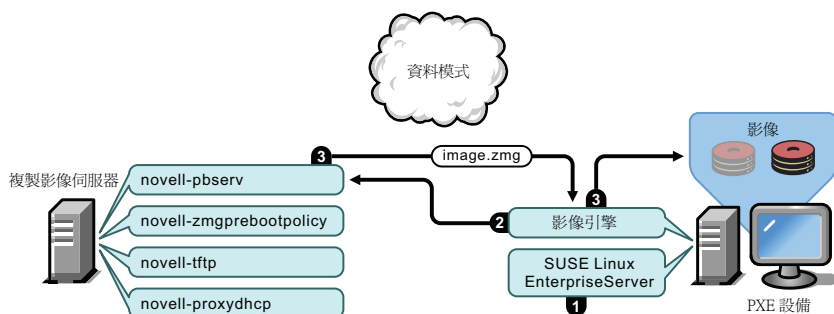 資料模式
影像
3
image.zmg
複製影像伺服器
novell-pbserv
3
novell-zmgprebootpolicy
2
影像引擎
novell-tftp
SUSE Linux
EnterpriseServer
novell-proxydhcp
1
PXE 設備